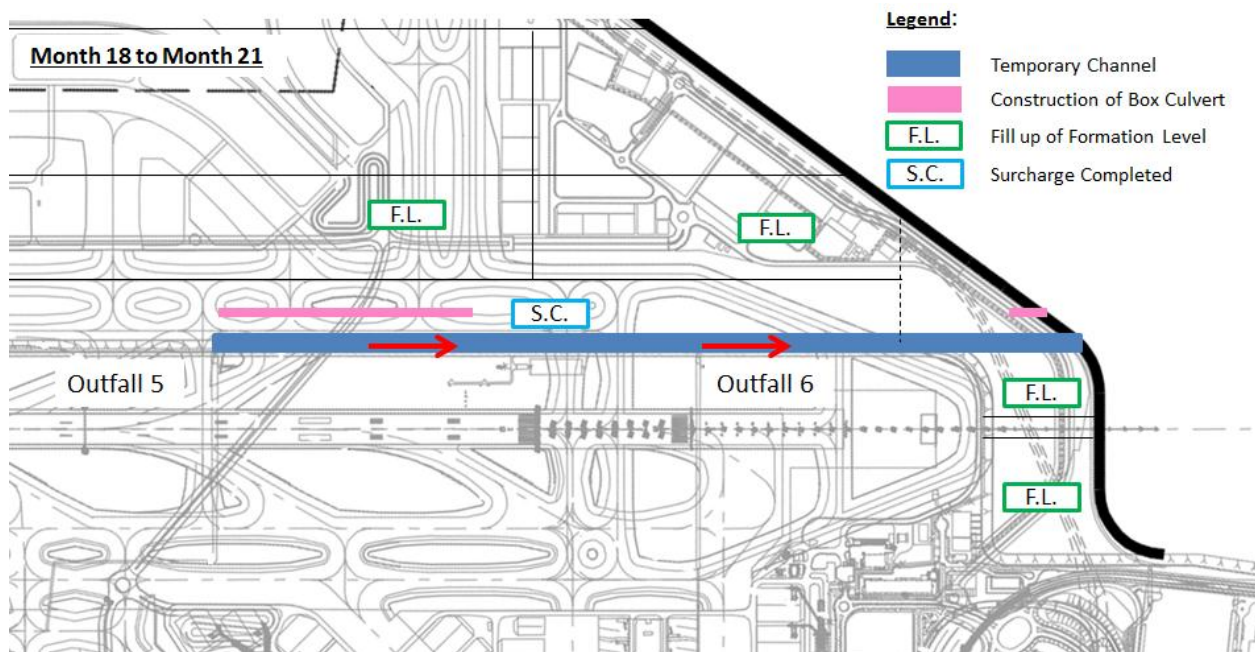 Legend:
Month 18 to Month 21
Temporary Channel
Construction of Box Culvert
F.L. Fill up of Formation Level
S.C. Surcharge Completed
F.L.
F.L.
S.C.
Outfall 5
Outfall 6
F.L.
F.L.